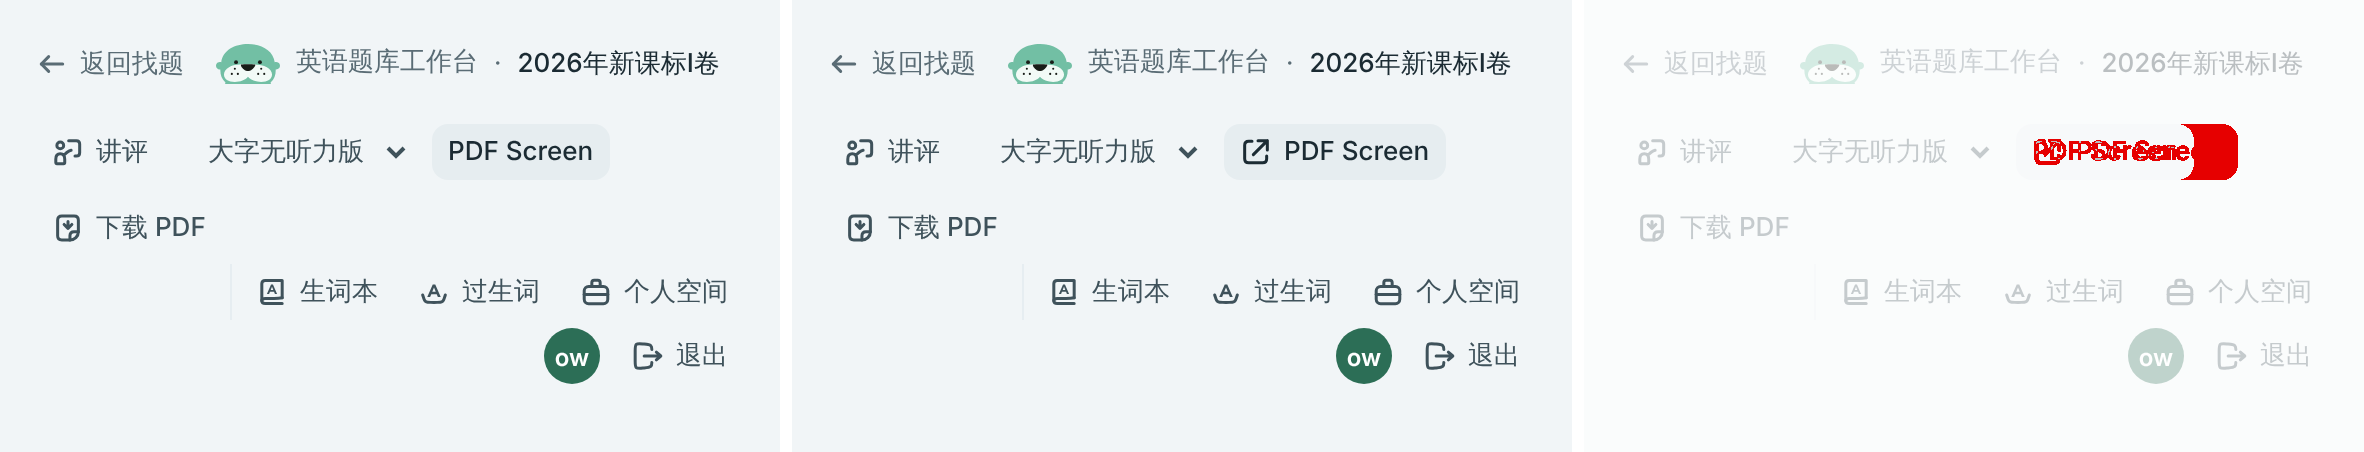 返回找题 英语题库工作台 · 2026年新课标I卷
讲评 大字无听力版 PDF Screen
下载 PDF
生词本 过生词 个人空间
ow 退出
返回找题 英语题库工作台 · 2026年新课标I卷
讲评 大字无听力版 PDF Screen
下载 PDF
生词本 过生词 个人空间
ow 退出
返回找题 英语题库工作台 · 2026年新课标I卷
讲评 大字无听力版
下载 PDF
生词本 过生词 个人空间
ow 退出